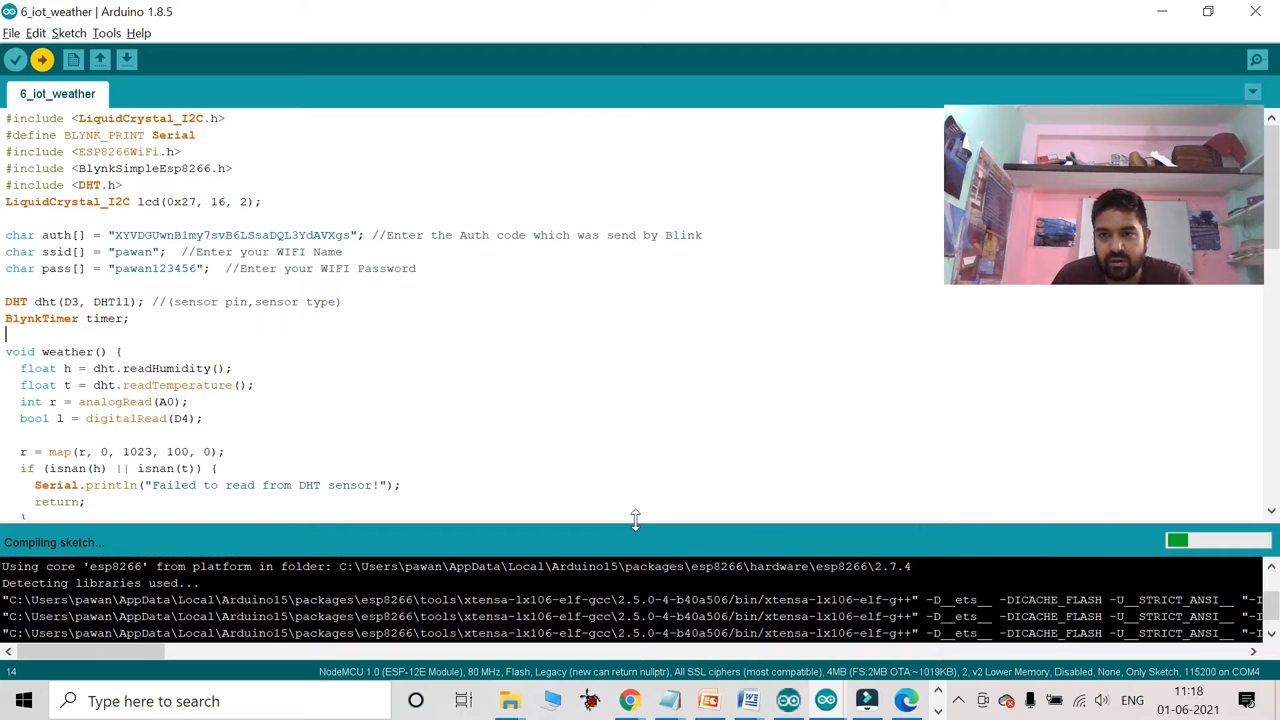 6_iot_weather | Arduino 1.8.5
File Edit Sketch Tools Help
6_iot_weather
#include <LiquidCrystal_I2C.h>
#define BLYNK_PRINT Serial
#include <ESP8266WiFi.h>
#include <BlynkSimpleEsp8266.h>
#include <DHT.h>
LiquidCrystal_I2C lcd(0x27, 16, 2);
char auth[] = "XYVDGUwnB1my7svB6LSsaDQL3YdAVXgs"; //Enter the Auth code which was send by Blink
char ssid[] = "pawan"; //Enter your WIFI Name
char pass[] = "pawan123456"; //Enter your WIFI Password
DHT dht(D3, DHT11); //(sensor pin,sensor type)
BlynkTimer timer;
void weather() {
float h = dht.readHumidity();
float t = dht.readTemperature();
int r = analogRead(A0);
bool l = digitalRead(D4);
r = map(r, 0, 1023, 100, 0);
if (isnan(h) || isnan(t)) {
Serial.println("Failed to read from DHT sensor!");
return;
}
Compiling sketch...
Using core 'esp8266' from platform in folder: C:\Users\pawan\AppData\Local\Arduino15\packages\esp8266\hardware\esp8266\2.7.4
Detecting libraries used...
"C:\Users\pawan\AppData\Local\Arduino15\packages\esp8266\tools\xtensa-lx106-elf-gcc\2.5.0-4-b40a506/bin/xtensa-lx106-elf-g++" -D__ets__ -DICACHE_FLASH -U__STRICT_ANSI__ "-I
"C:\Users\pawan\AppData\Local\Arduino15\packages\esp8266\tools\xtensa-lx106-elf-gcc\2.5.0-4-b40a506/bin/xtensa-lx106-elf-g++" -D__ets__ -DICACHE_FLASH -U__STRICT_ANSI__ "-I
"C:\Users\pawan\AppData\Local\Arduino15\packages\esp8266\tools\xtensa-lx106-elf-gcc\2.5.0-4-b40a506/bin/xtensa-lx106-elf-g++" -D__ets__ -DICACHE_FLASH -U__STRICT_ANSI__ "-I
14 NodeMCU 1.0 (ESP-12E Module), 80 MHz, Flash, Legacy (new can return nullptr), All SSL ciphers (most compatible), 4MB (FS:2MB OTA:~1019KB), 2, v2 Lower Memory, Disabled, None, Only Sketch, 115200 on COM4
Type here to search
ENG
11:18
01-06-2021